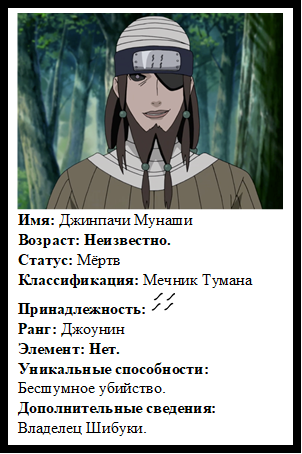 Имя: Джинпачи Мунаши
Возраст: Неизвестно.
Статус: Мёртв
Классификация: Мечник Тумана
Принадлежность:
Ранг: Джоунин
Элемент: Нет.
Уникальные способности:
Бесшумное убийство.
Дополнительные сведения:
Владелец Шибуки.